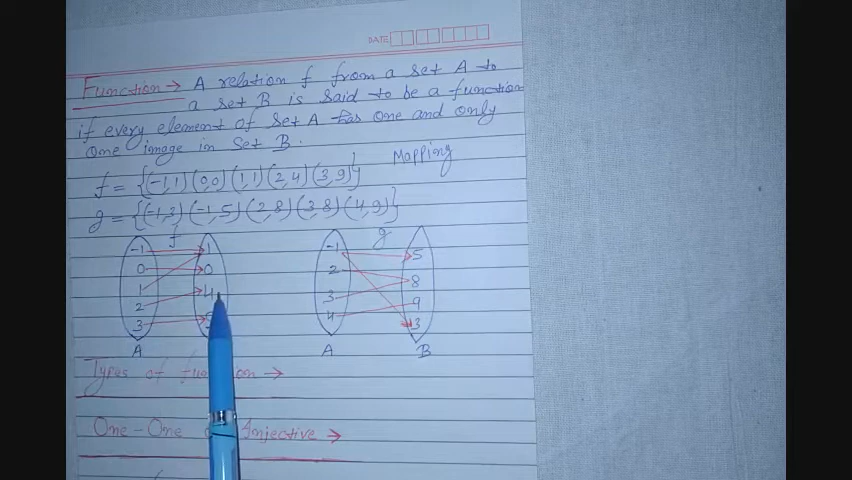 DATE
Function → A relation f from a set A to
a set B is said to be a function
if every element of set A has one and only
one image in set B.
Mapping
f = {(-1,1) (0,0) (1,1) (2,4) (3,9)}
g = {(-1,3) (-1,5) (2,8) (3,8) (4,9)}
f g
-1 1 -1 5
0 0 2 8
1 4 3 9
2 4 3
3
A A B
Types of function →
One-One Injective →